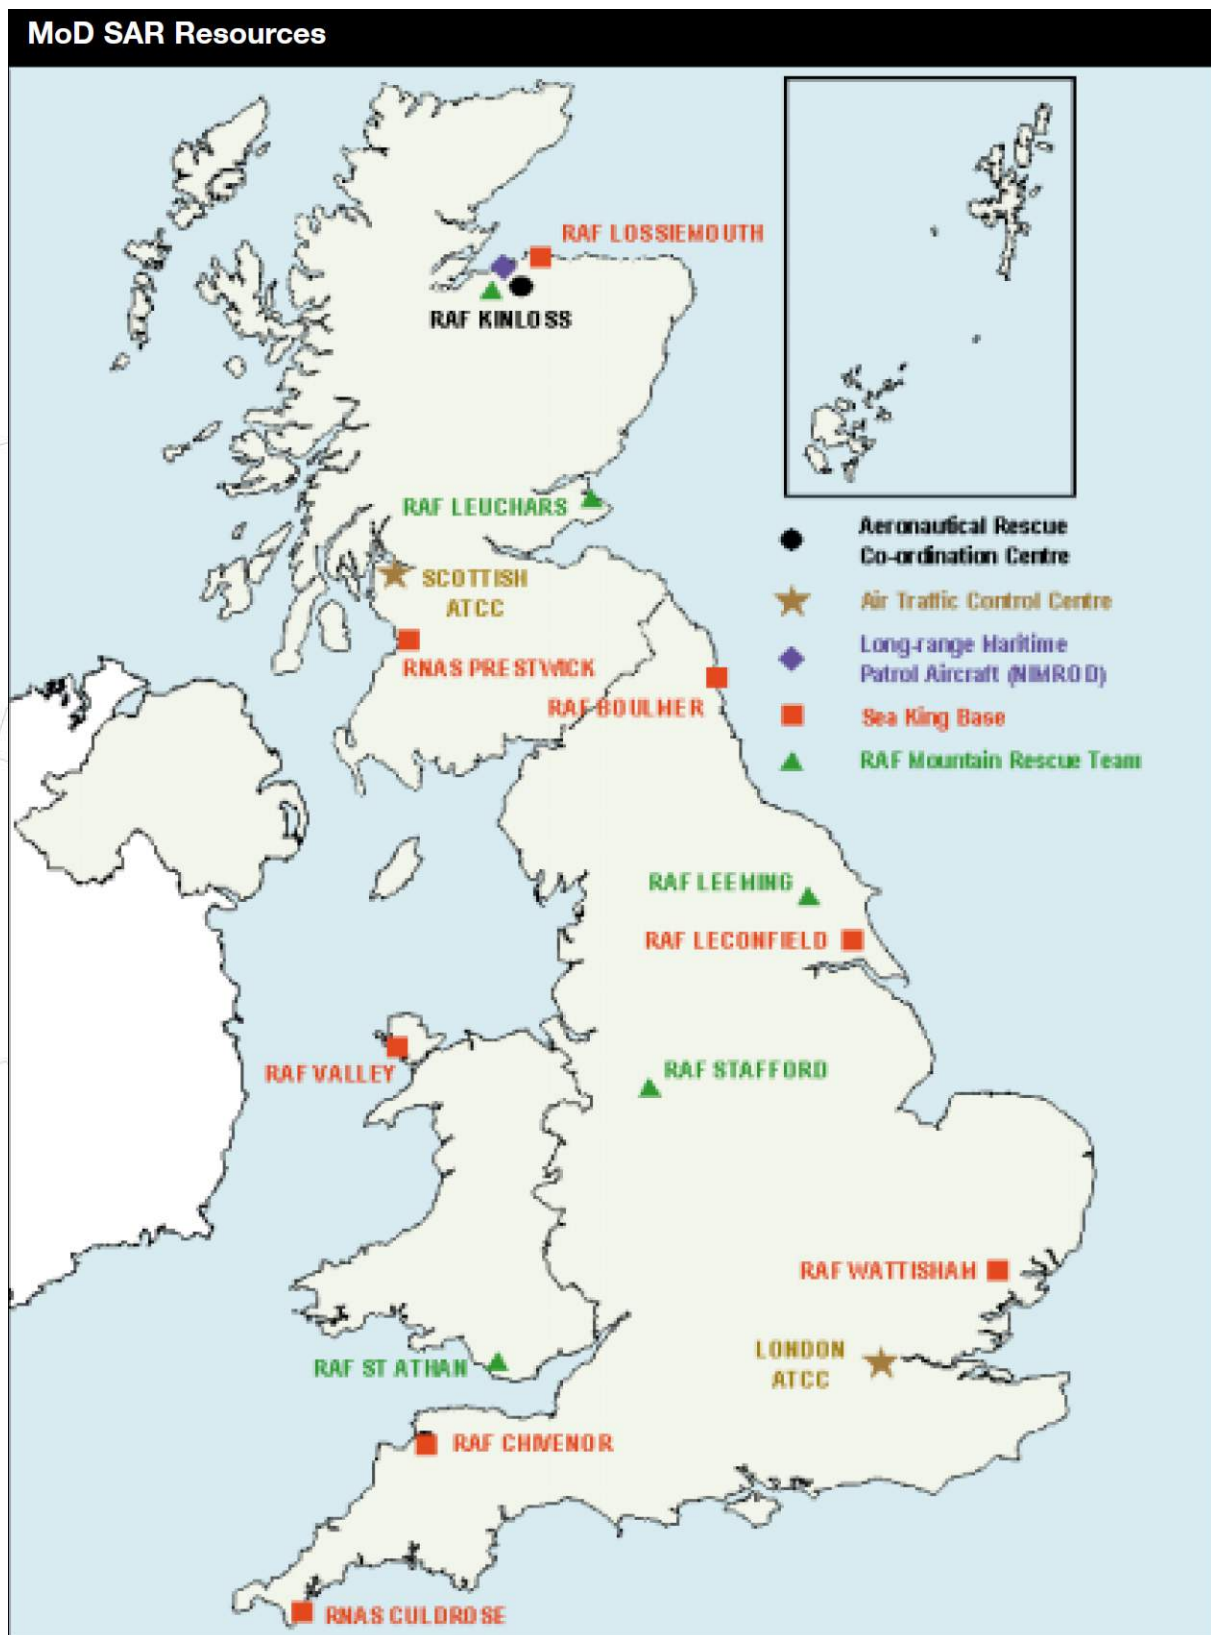 MoD SAR Resources
RAF LOSSIEMOUTH
RAF KINLOSS
RAF LEUCHARS
SCOTTISH
ATCC
RNAS PRESTWICK
RAF BOULMER
Aeronautical Rescue
Co-ordination Centre
Air Traffic Control Centre
Long-range Maritime
Patrol Aircraft (NIMROD)
Sea King Base
RAF Mountain Rescue Team
RAF LEEMING
RAF LECONFIELD
RAF VALLEY
RAF STAFFORD
RAF WATTISHAM
LONDON
ATCC
RAF ST ATHAN
RAF CHIVENOR
RNAS CULDROSE